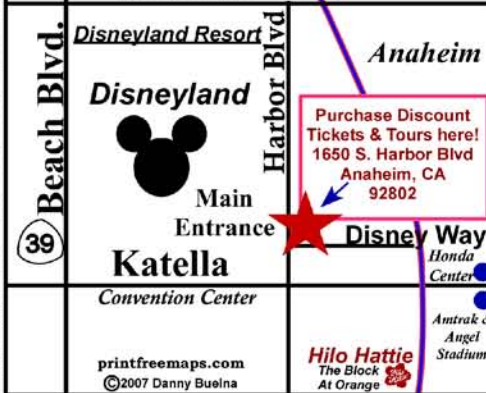 Beach Blvd.
39
Disneyland Resort
Disneyland
Main
Entrance
Katella
Convention Center
printfreemaps.com
©2007 Danny Buelna
Harbor Blvd
Anaheim
Purchase Discount
Tickets & Tours here!
1650 S. Harbor Blvd
Anaheim, CA
92802
Disney Way
Honda
Center
Amtrak &
Angel
Stadium
Hilo Hattie
The Block
At Orange